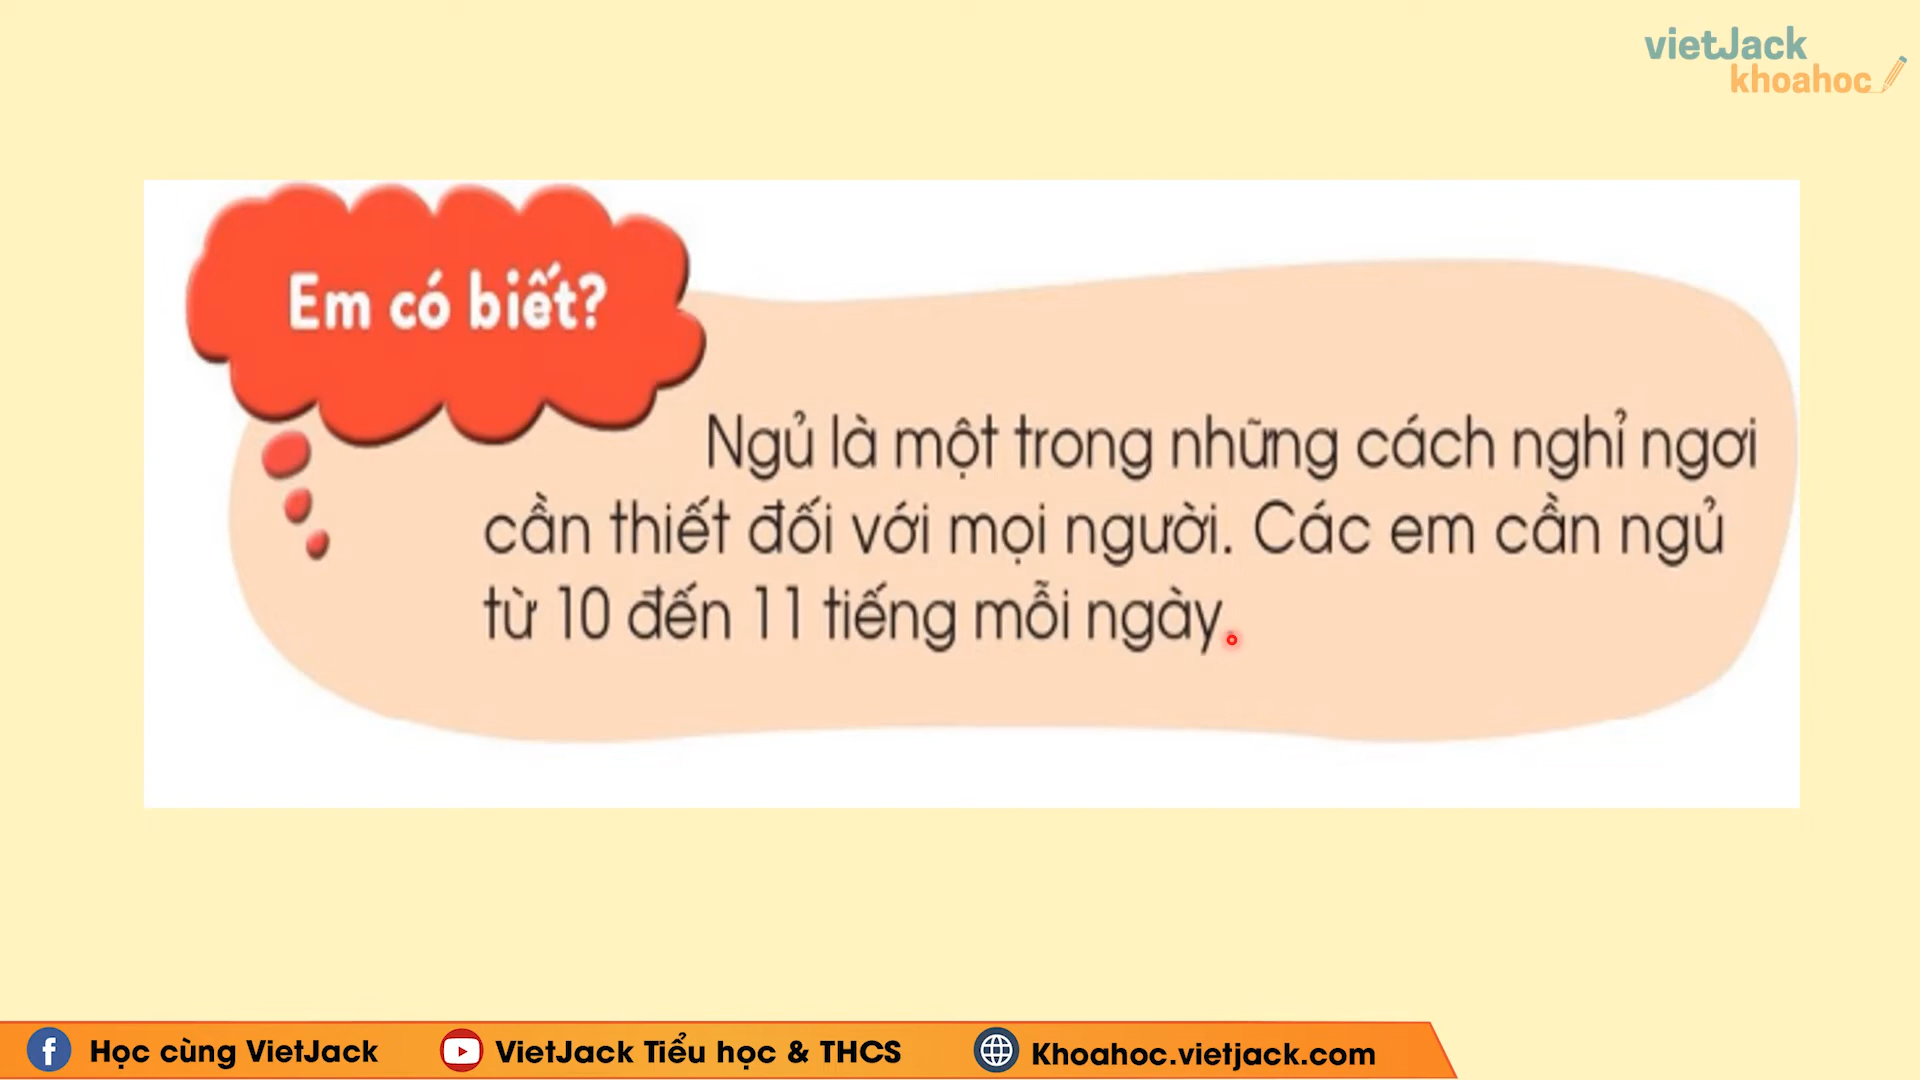 vietJack
khoahoc
Em có biết?
Ngủ là một trong những cách nghỉ ngơi
cần thiết đối với mọi người. Các em cần ngủ
từ 10 đến 11 tiếng mỗi ngày.
Học cùng VietJack
VietJack Tiểu học & THCS
Khoahoc.vietjack.com